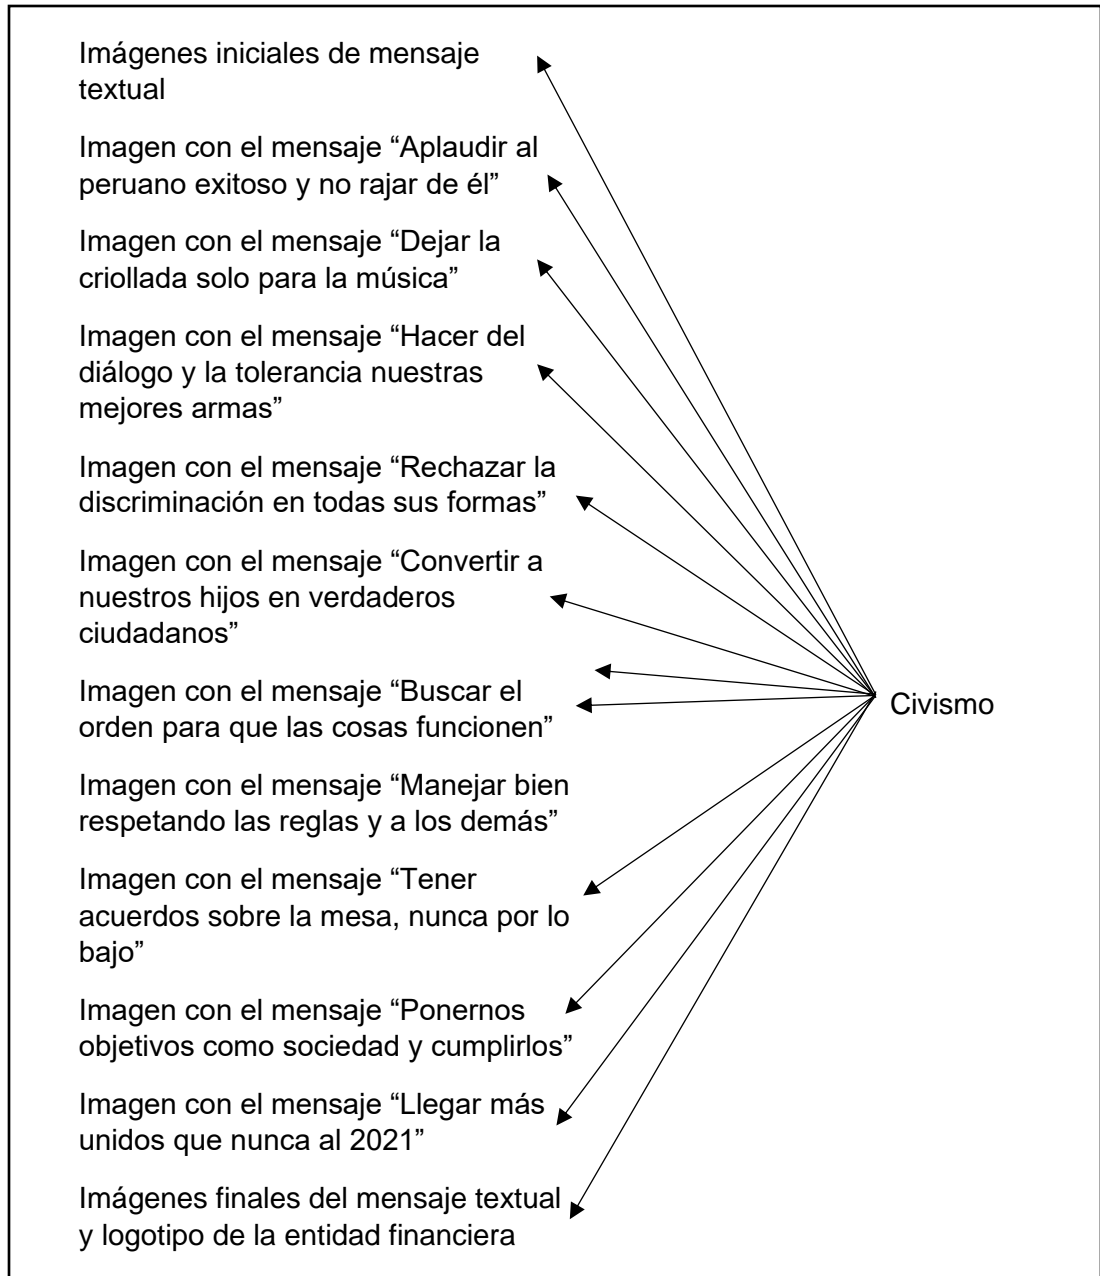 Imágenes iniciales de mensaje
textual
Imagen con el mensaje “Aplaudir al
peruano exitoso y no rajar de él”
Imagen con el mensaje “Dejar la
criollada solo para la música”
Imagen con el mensaje “Hacer del
diálogo y la tolerancia nuestras
mejores armas”
Imagen con el mensaje “Rechazar la
discriminación en todas sus formas”
Imagen con el mensaje “Convertir a
nuestros hijos en verdaderos
ciudadanos”
Imagen con el mensaje “Buscar el
orden para que las cosas funcionen”
Imagen con el mensaje “Manejar bien
respetando las reglas y a los demás”
Imagen con el mensaje “Tener
acuerdos sobre la mesa, nunca por lo
bajo”
Imagen con el mensaje “Ponernos
objetivos como sociedad y cumplirlos”
Imagen con el mensaje “Llegar más
unidos que nunca al 2021”
Imágenes finales del mensaje textual
y logotipo de la entidad financiera
Civismo